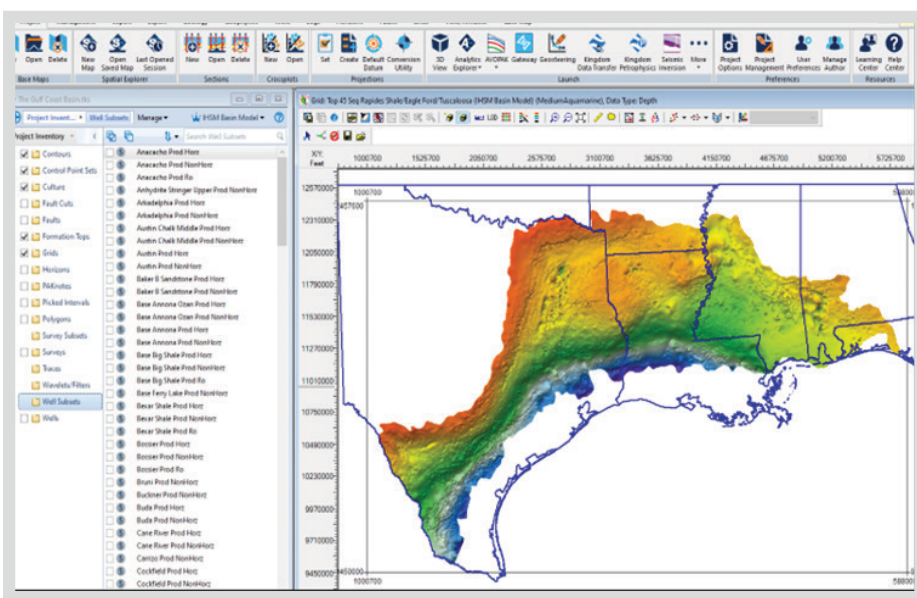 Open Delete New Map Open Saved Map Last Opened Session New Open Delete New Open Set Create Default Datum Conversion Utility 3D View Analytics Explorer AVOPAK Gateway Geosteering Kingdom Data Transfer Kingdom Petrophysics Seismic Inversion More Project Options Project Management User Preferences Manage Author Learning Center Help Center
Base Maps Spatial Explorer Sections Crossplots Projections Launch Preferences Resources
The Gulf Coast Basin.tks
Project Invent... Well Subsets Manage IHSM Basin Model
Project Inventory Search Well Subsets
Contours
Control Point Sets
Culture
Fault Cuts
Faults
Formation Tops
Grids
Horizons
PAKnotes
Picked Intervals
Polygons
Survey Subsets
Surveys
Traces
Wavelets/Filters
Well Subsets
Wells
Anacacho Prod Horz
Anacacho Prod NonHorz
Anacacho Prod Ro
Anhydrite Stringer Upper Prod NonHorz
Arkadelphia Prod Horz
Arkadelphia Prod NonHorz
Austin Chalk Middle Prod Horz
Austin Chalk Middle Prod NonHorz
Austin Prod Horz
Austin Prod NonHorz
Baker B Sandstone Prod Horz
Baker B Sandstone Prod NonHorz
Base Annona Ozan Prod Horz
Base Annona Ozan Prod NonHorz
Base Annona Prod Horz
Base Annona Prod NonHorz
Base Big Shale Prod Horz
Base Big Shale Prod NonHorz
Base Big Shale Prod Ro
Base Ferry Lake Prod NonHorz
Bexar Shale Prod Horz
Bexar Shale Prod NonHorz
Bexar Shale Prod Ro
Bossier Prod Horz
Bossier Prod NonHorz
Bossier Prod Ro
Bruni Prod NonHorz
Buckner Prod NonHorz
Buda Prod Horz
Buda Prod NonHorz
Cane River Prod Horz
Cane River Prod NonHorz
Carrizo Prod NonHorz
Cockfield Prod Horz
Cockfield Prod NonHorz
Grid: Top 45 Seq Rapides Shale/Eagle Ford/Tuscaloosa (IHSM Basin Model) (MediumAquamarine), Data Type: Depth
X/Y:
Feet
1000700 1525700 2050700 2575700 3100700 3625700 4150700 4675700 5200700 5725700
12570000
12310000
12050000
11790000
11530000
11270000
11010000
10750000
10490000
10230000
9970000
9710000
9450000
1000700
1000700